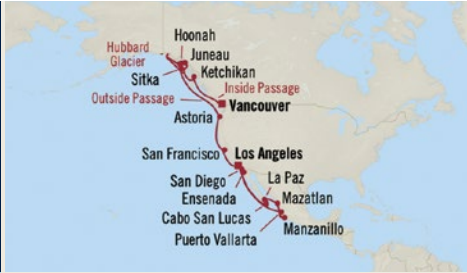 Hoonah
Hubbard
Glacier
Juneau
Sitka
Ketchikan
Inside Passage
Outside Passage
Vancouver
Astoria
San Francisco
Los Angeles
San Diego
La Paz
Ensenada
Mazatlan
Cabo San Lucas
Manzanillo
Puerto Vallarta